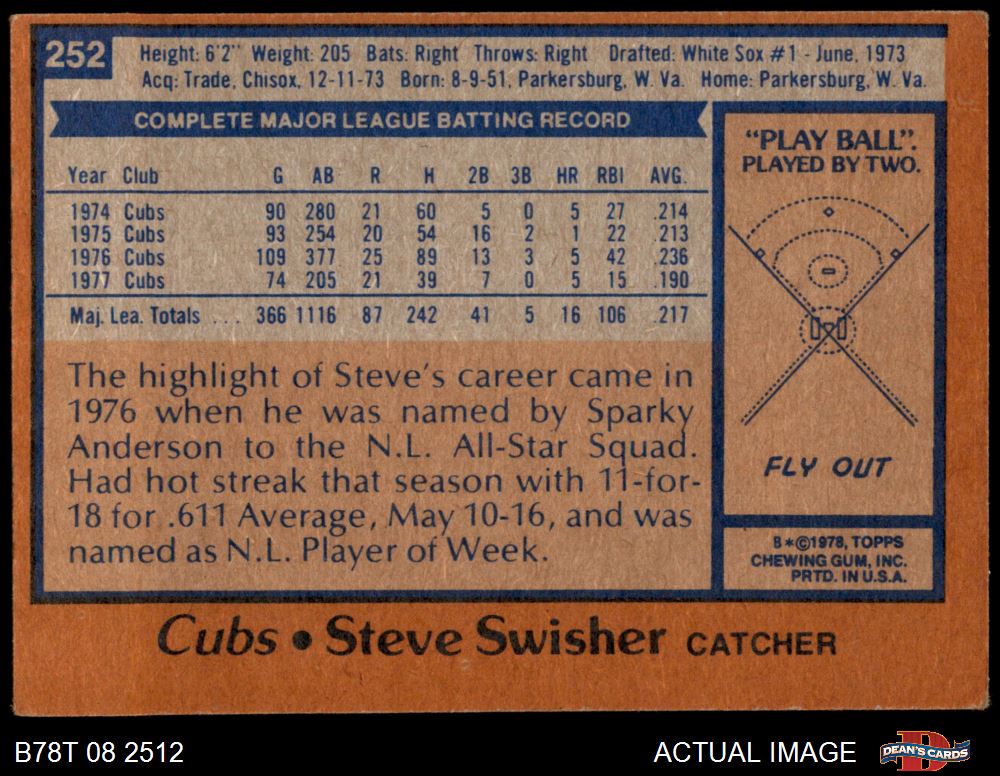 252
Height: 6'2" Weight: 205 Bats: Right Throws: Right Drafted: White Sox #1 - June, 1973
Acq: Trade, Chisox, 12-11-73 Born: 8-9-51, Parkersburg, W. Va. Home: Parkersburg, W. Va.
COMPLETE MAJOR LEAGUE BATTING RECORD
Year Club G AB R H 2B 3B HR RBI AVG.
1974 Cubs 90 280 21 60 5 0 5 27 .214
1975 Cubs 93 254 20 54 16 2 1 22 .213
1976 Cubs 109 377 25 89 13 3 5 42 .236
1977 Cubs 74 205 21 39 7 0 5 15 .190
Maj. Lea. Totals .... 366 1116 87 242 41 5 16 106 .217
The highlight of Steve's career came in
1976 when he was named by Sparky
Anderson to the N.L. All-Star Squad.
Had hot streak that season with 11-for-
18 for .611 Average, May 10-16, and was
named as N.L. Player of Week.
"PLAY BALL".
PLAYED BY TWO.
FLY OUT
B*©1978, TOPPS
CHEWING GUM, INC.
PRTD. IN U.S.A.
Cubs • Steve Swisher CATCHER
B78T 08 2512
ACTUAL IMAGE
D
DEAN'S CARDS